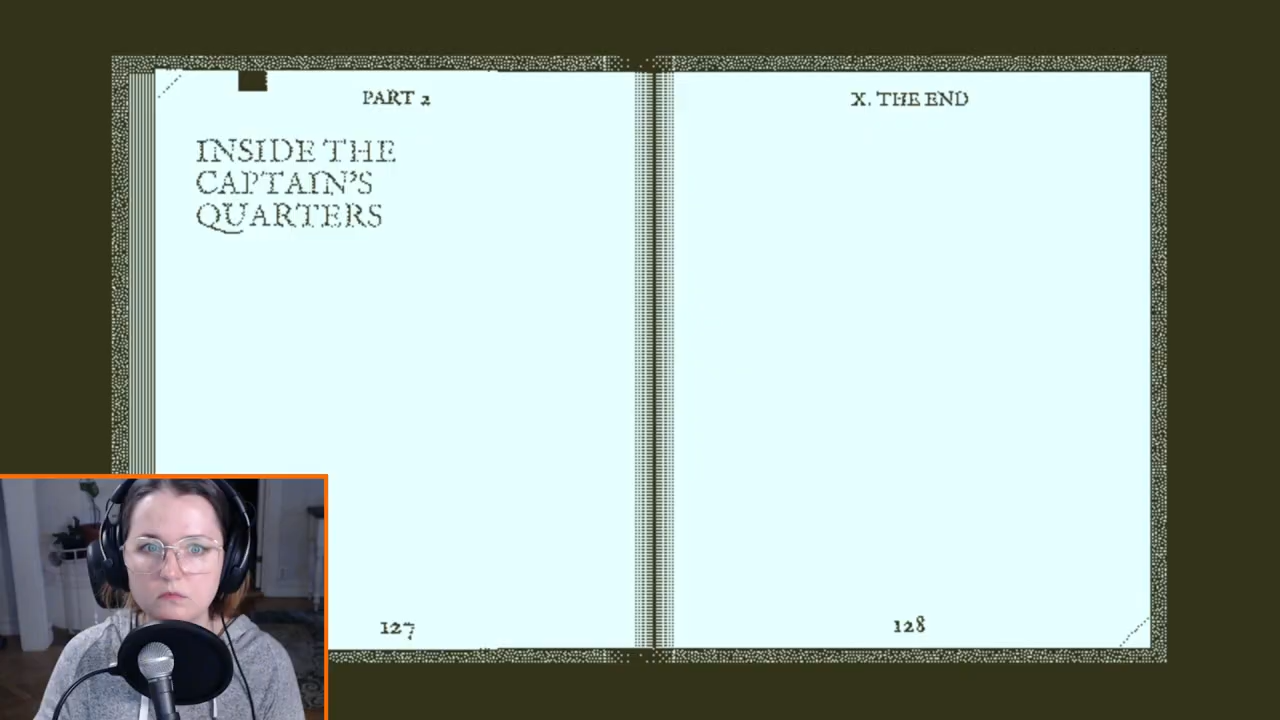 PART 2
INSIDE THE
CAPTAIN'S
QUARTERS
127
X. THE END
128